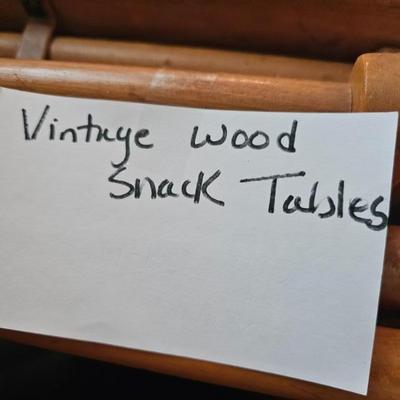 Vintage wood
Snack Tables